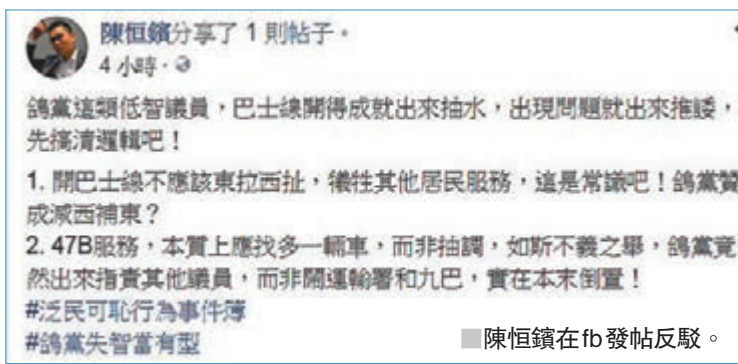 陳恒鑌分享了 1 則帖子。
4 小時 ·
鴿黨這類低智議員，巴士線開得成就出來抽水，出現問題就出來推諉，
先搞清邏輯吧！
1. 開巴士線不應該東拉西扯，犧牲其他居民服務，這是常識吧！鴿黨贊
成減西補東？
2. 47B服務，本質上應找多一輛車，而非抽調，如斯不義之舉，鴿黨竟
然出來指責其他議員，而非鬧運輸署和九巴，實在本末倒置！
#泛民可恥行為事件簿
#鴿黨失智當有型
■陳恒鑌在fb發帖反駁。